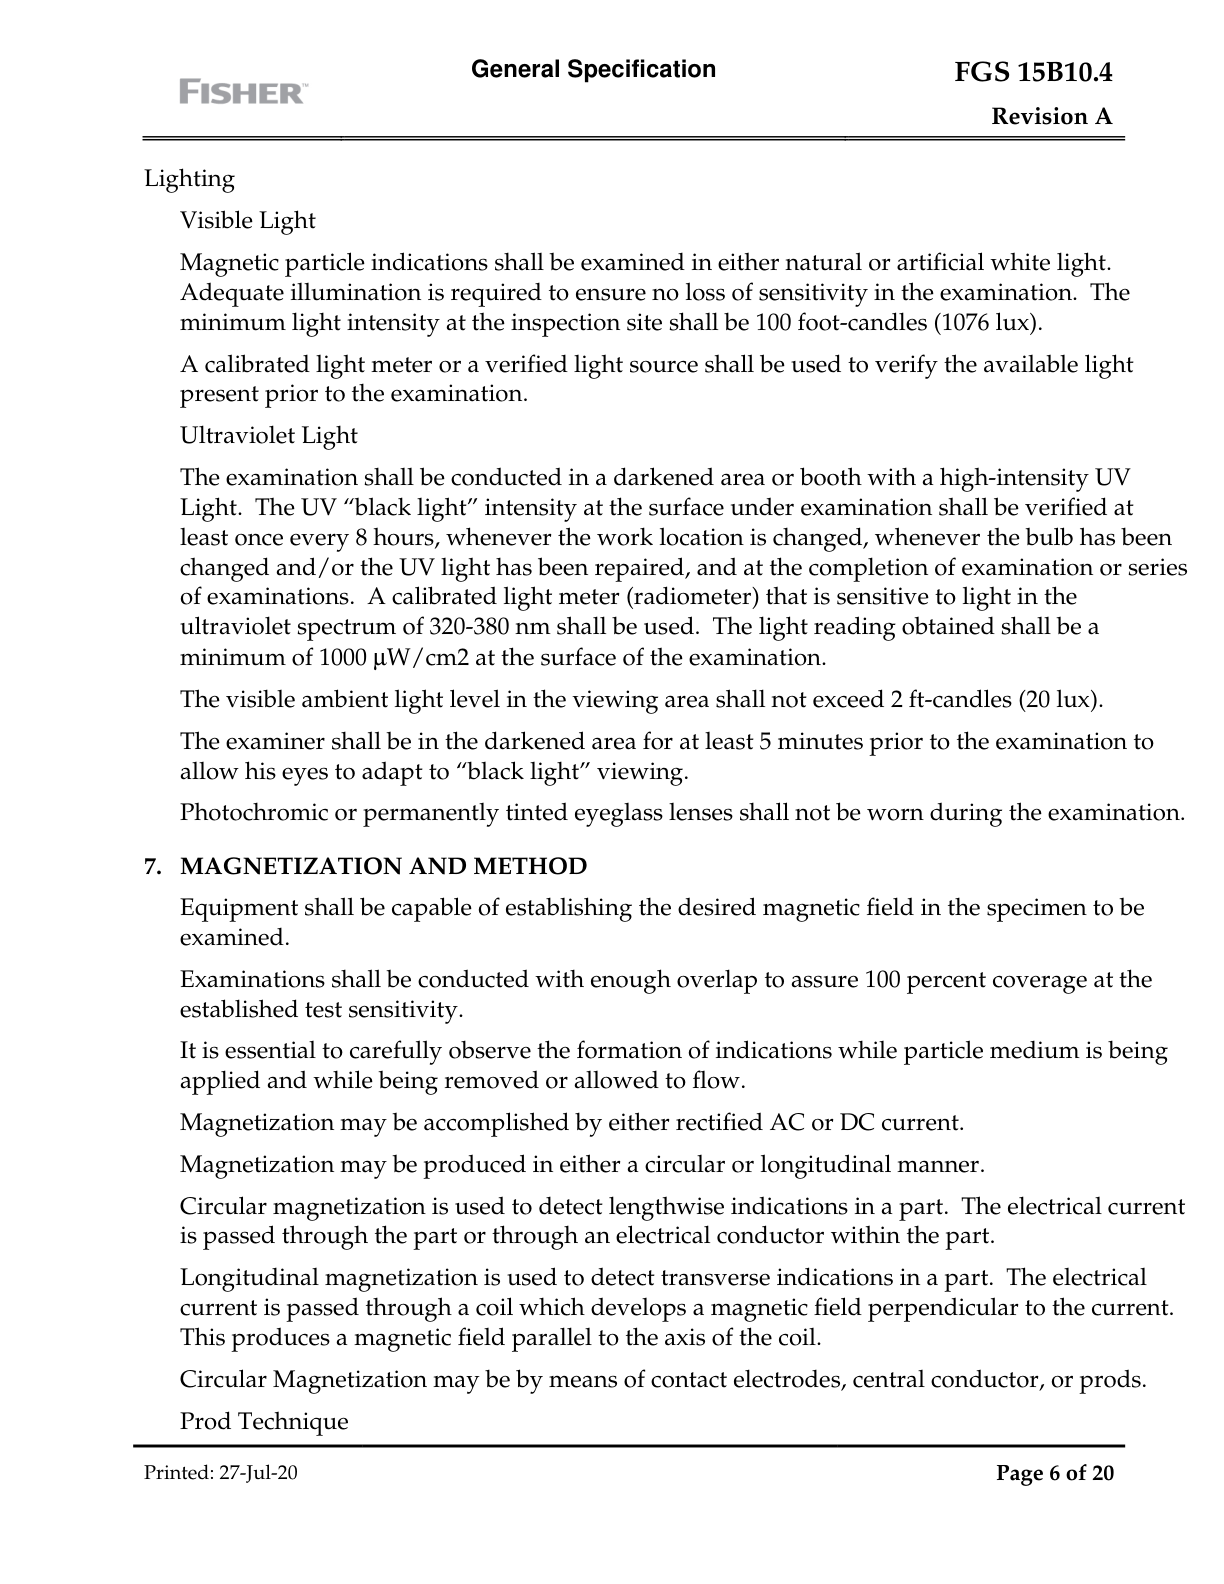 General Specification
FISHER™
FGS 15B10.4
Revision A
Lighting
Visible Light
Magnetic particle indications shall be examined in either natural or artificial white light.
Adequate illumination is required to ensure no loss of sensitivity in the examination.  The
minimum light intensity at the inspection site shall be 100 foot-candles (1076 lux).
A calibrated light meter or a verified light source shall be used to verify the available light
present prior to the examination.
Ultraviolet Light
The examination shall be conducted in a darkened area or booth with a high-intensity UV
Light.  The UV “black light” intensity at the surface under examination shall be verified at
least once every 8 hours, whenever the work location is changed, whenever the bulb has been
changed and/or the UV light has been repaired, and at the completion of examination or series
of examinations.  A calibrated light meter (radiometer) that is sensitive to light in the
ultraviolet spectrum of 320-380 nm shall be used.  The light reading obtained shall be a
minimum of 1000 µW/cm2 at the surface of the examination.
The visible ambient light level in the viewing area shall not exceed 2 ft-candles (20 lux).
The examiner shall be in the darkened area for at least 5 minutes prior to the examination to
allow his eyes to adapt to “black light” viewing.
Photochromic or permanently tinted eyeglass lenses shall not be worn during the examination.
7. MAGNETIZATION AND METHOD
Equipment shall be capable of establishing the desired magnetic field in the specimen to be
examined.
Examinations shall be conducted with enough overlap to assure 100 percent coverage at the
established test sensitivity.
It is essential to carefully observe the formation of indications while particle medium is being
applied and while being removed or allowed to flow.
Magnetization may be accomplished by either rectified AC or DC current.
Magnetization may be produced in either a circular or longitudinal manner.
Circular magnetization is used to detect lengthwise indications in a part.  The electrical current
is passed through the part or through an electrical conductor within the part.
Longitudinal magnetization is used to detect transverse indications in a part.  The electrical
current is passed through a coil which develops a magnetic field perpendicular to the current.
This produces a magnetic field parallel to the axis of the coil.
Circular Magnetization may be by means of contact electrodes, central conductor, or prods.
Prod Technique
Printed: 27-Jul-20
Page 6 of 20